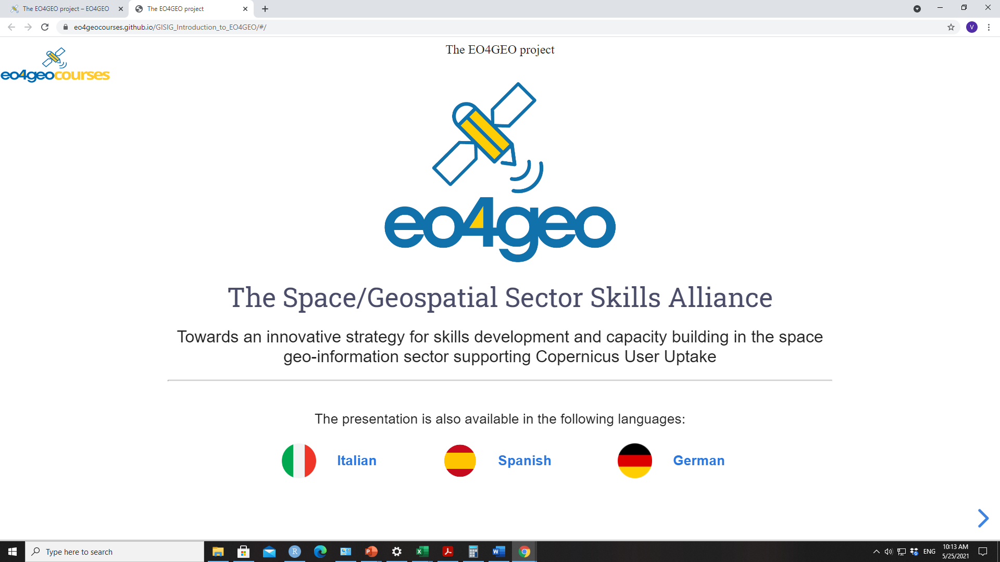 The EO4GEO project – EO4GEO
The EO4GEO project
eo4geocourses.github.io/GISIG_Introduction_to_EO4GEO/#/
V
The EO4GEO project
eo4geocourses
eo4geo
The Space/Geospatial Sector Skills Alliance
Towards an innovative strategy for skills development and capacity building in the space
geo-information sector supporting Copernicus User Uptake
The presentation is also available in the following languages:
Italian Spanish German
Type here to search
R
P
X
W
ENG
10:13 AM
5/25/2021